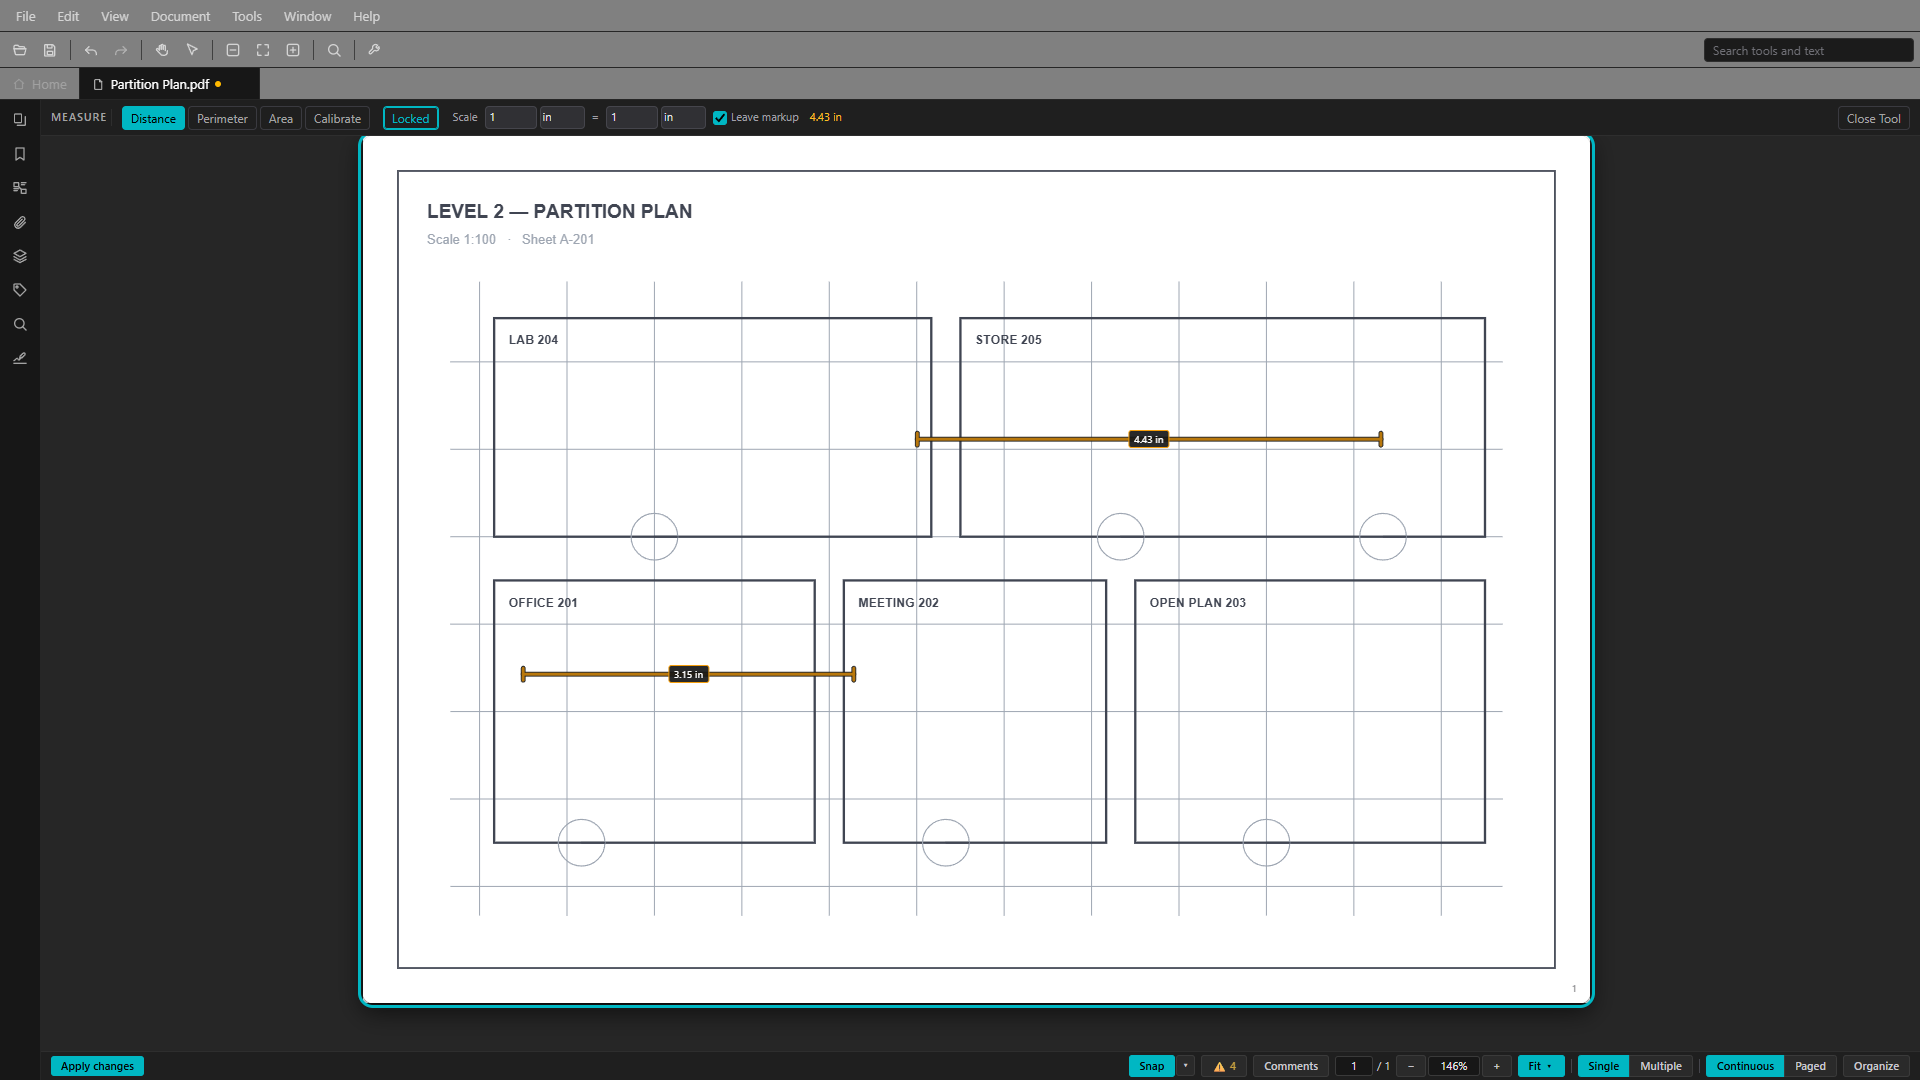 File Edit View Document Tools Window Help
Search tools and text
Home Partition Plan.pdf
MEASURE Distance Perimeter Area Calibrate Locked Scale 1 in = 1 in Leave markup 4.43 in Close Tool
LEVEL 2 — PARTITION PLAN
Scale 1:100 · Sheet A-201
LAB 204 STORE 205
4.43 in
OFFICE 201 MEETING 202 OPEN PLAN 203
3.15 in
1
Apply changes Snap 4 Comments 1 / 1 − 146% + Fit Single Multiple Continuous Paged Organize